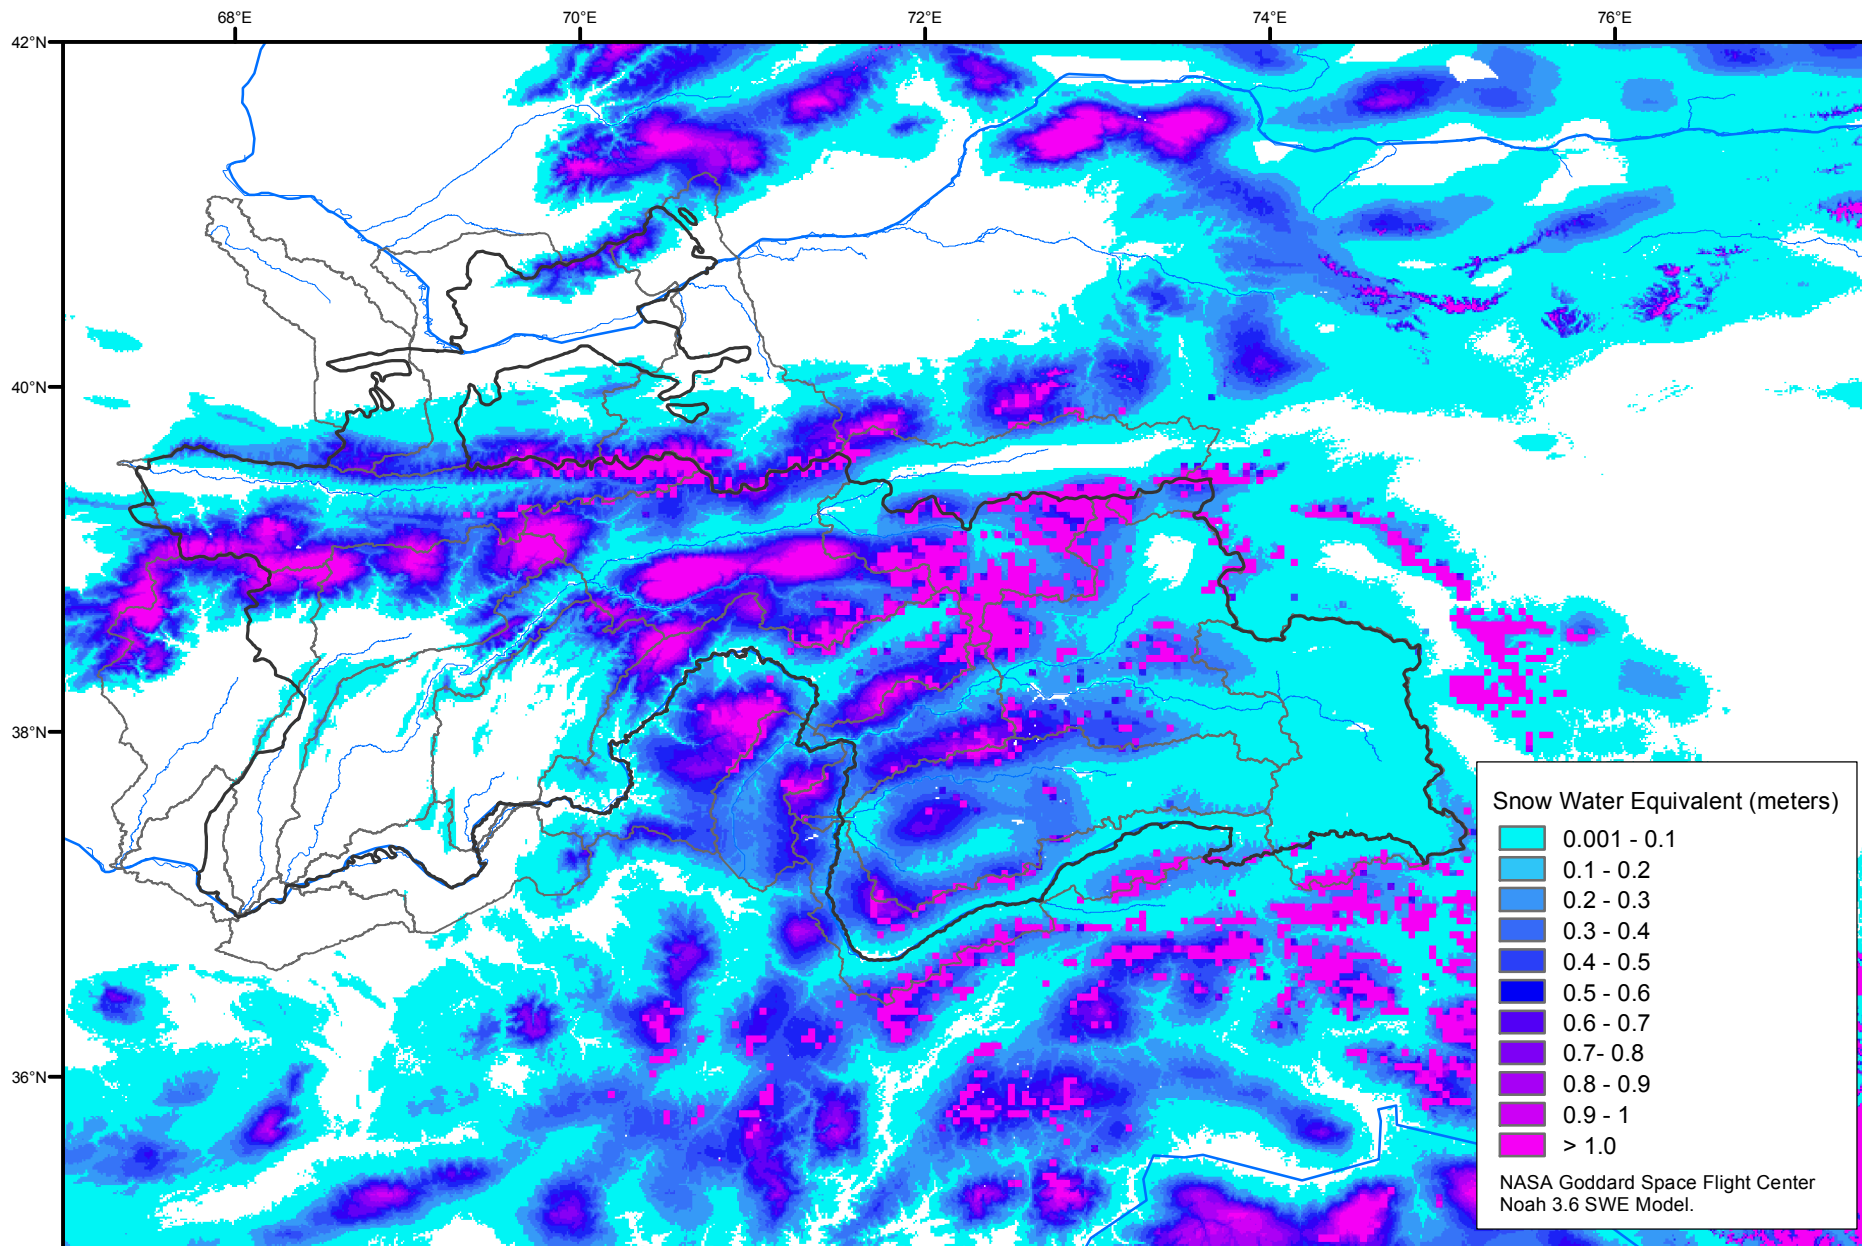 68°E
70°E
72°E
74°E
76°E
42°N
40°N
38°N
36°N
Snow Water Equivalent (meters)
0.001 - 0.1
0.1 - 0.2
0.2 - 0.3
0.3 - 0.4
0.4 - 0.5
0.5 - 0.6
0.6 - 0.7
0.7- 0.8
0.8 - 0.9
0.9 - 1
> 1.0
NASA Goddard Space Flight Center
Noah 3.6 SWE Model.